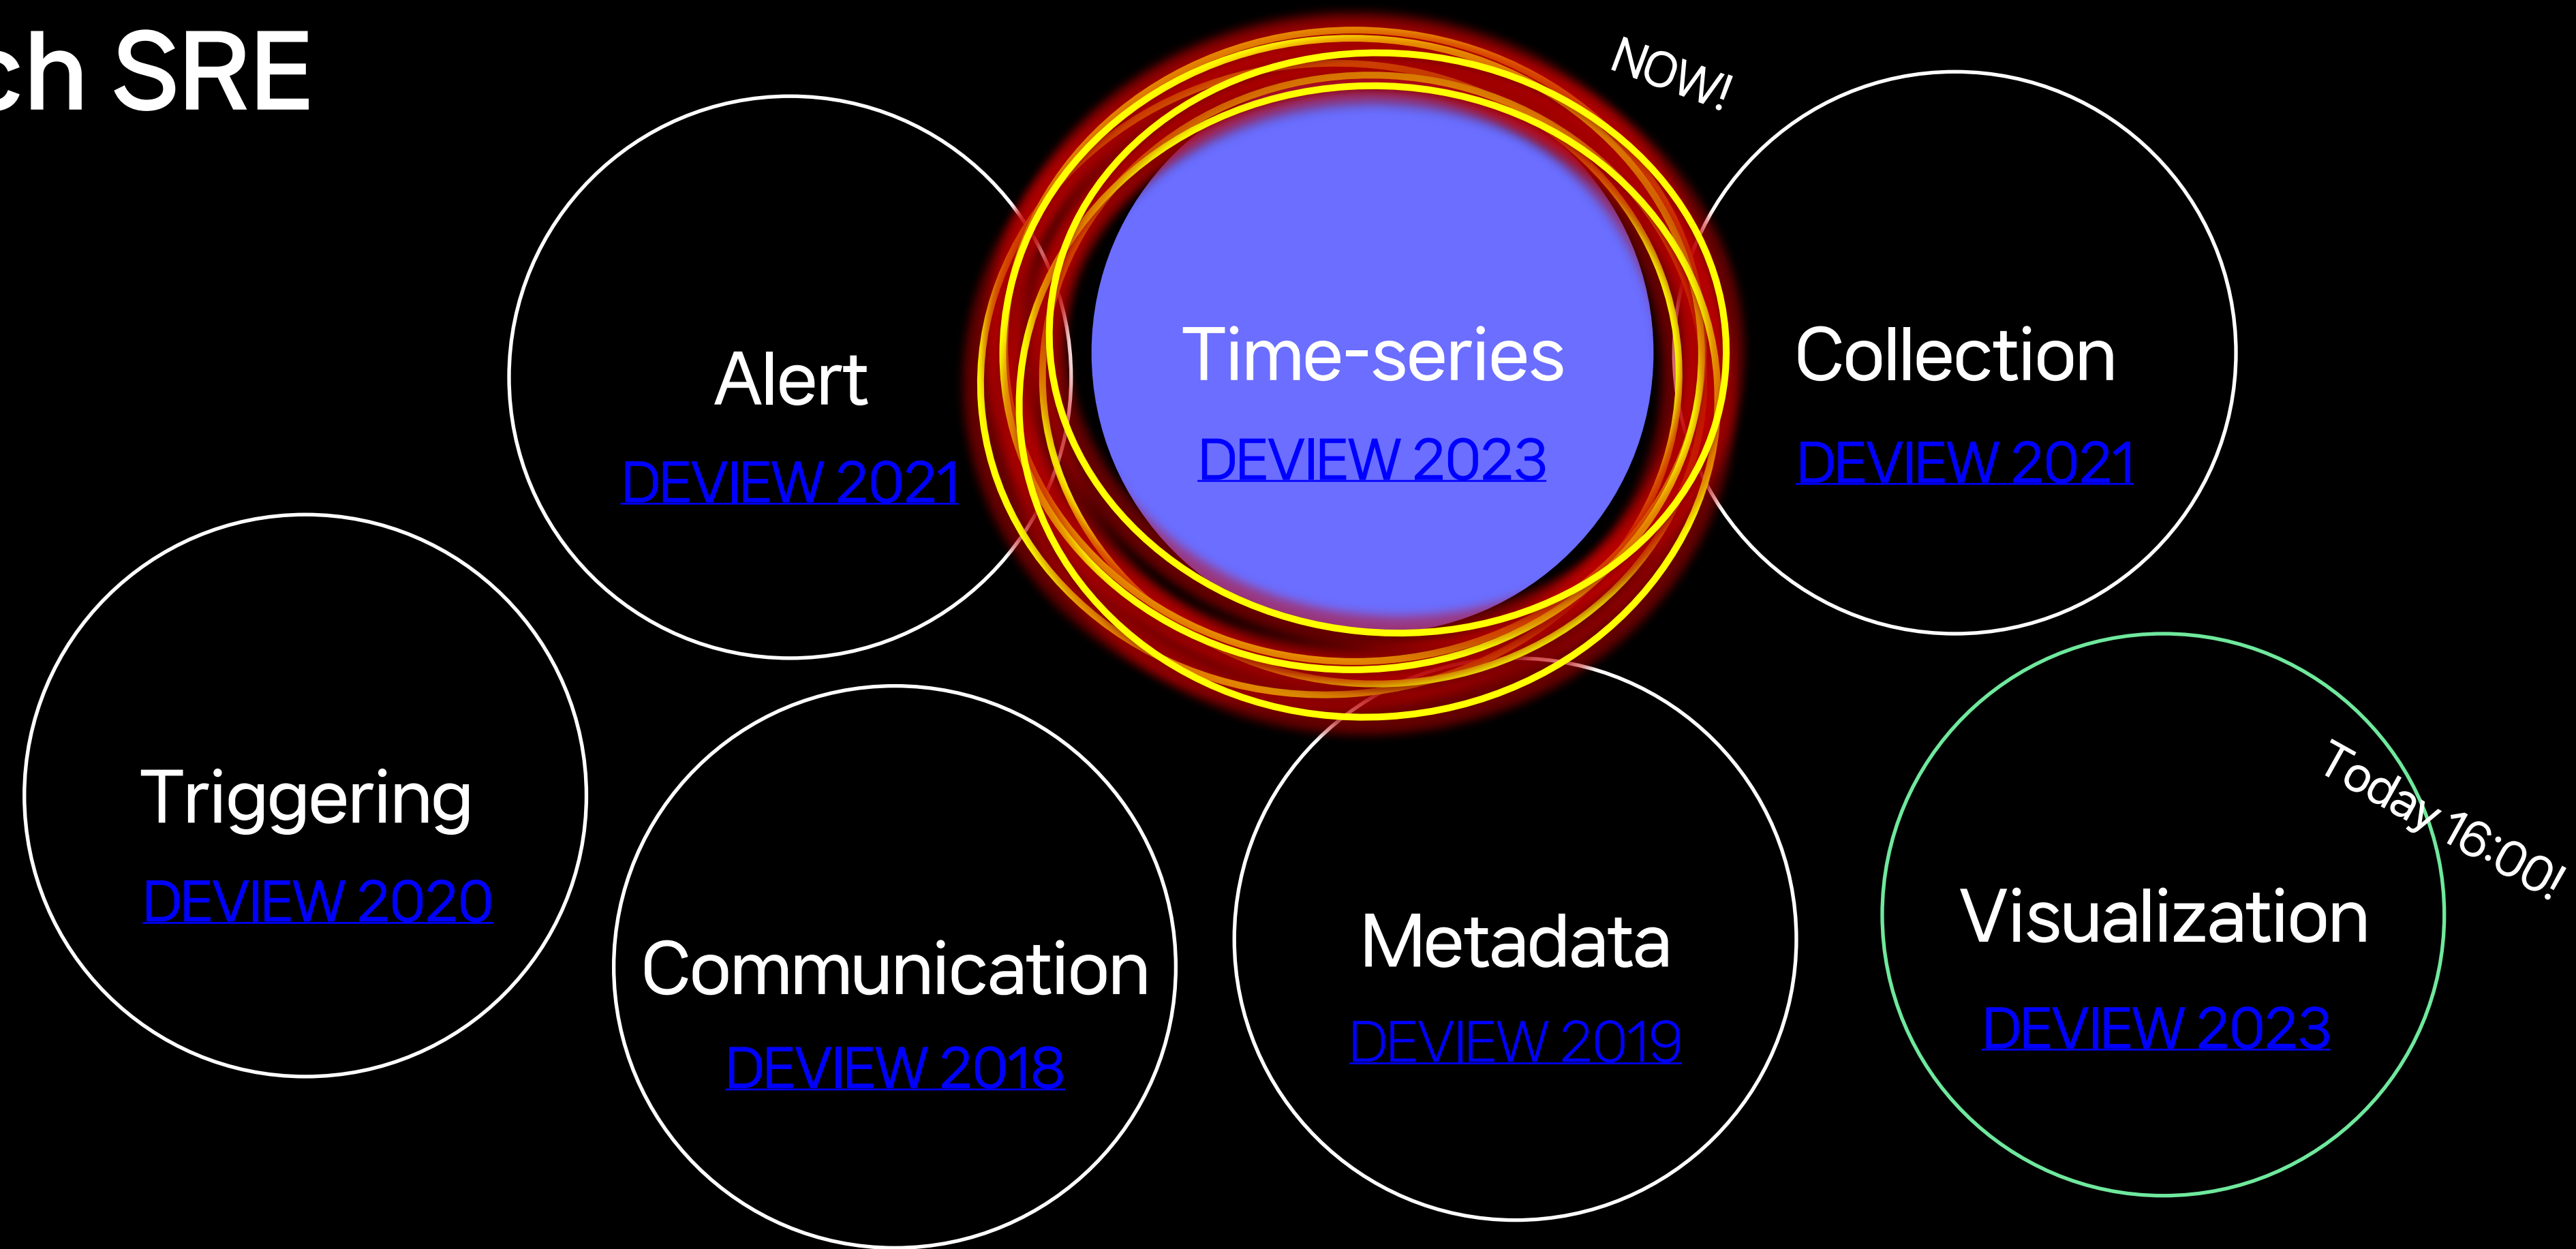 ch SRE
NOW!
Alert
DEVIEW 2021
Time-series
DEVIEW 2023
Collection
DEVIEW 2021
Triggering
DEVIEW 2020
Communication
DEVIEW 2018
Metadata
DEVIEW 2019
Today 16:00!
Visualization
DEVIEW 2023